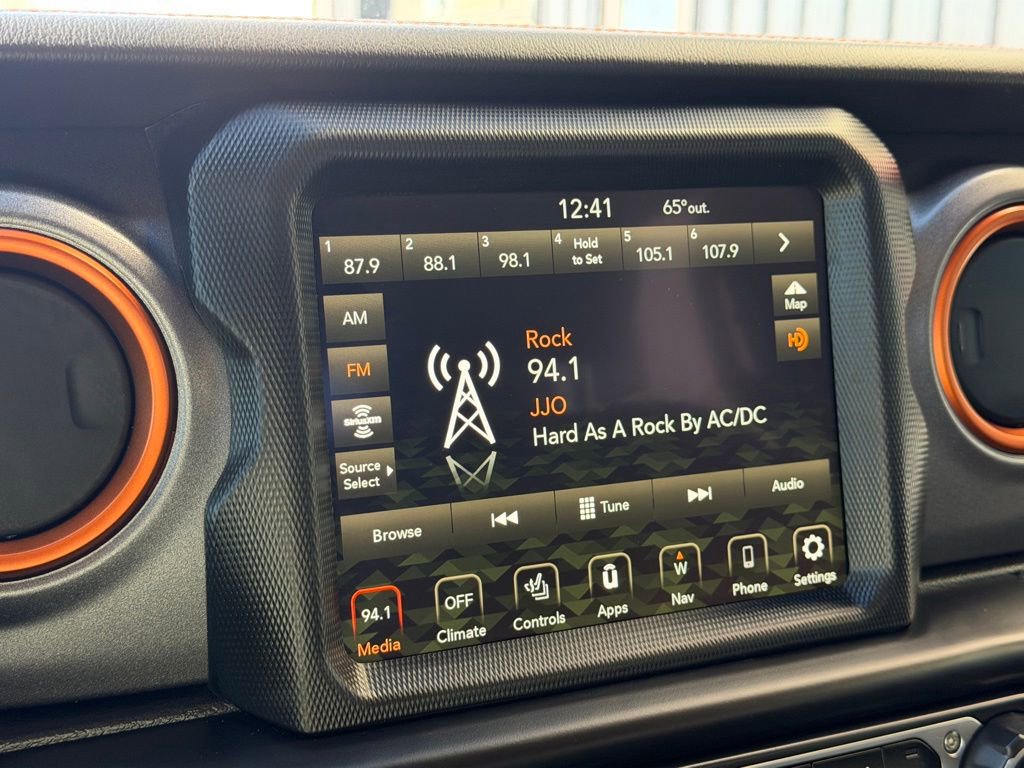 12:41 65°out.
1 87.9
2 88.1
3 98.1
4 Hold
to Set
5 105.1
6 107.9
AM
Map
FM
HD
Rock
94.1
JJO
Hard As A Rock By AC/DC
SiriusXM
Source
Select
Browse
Tune
Audio
94.1
Media
OFF
Climate
Controls
Apps
W
Nav
Phone
Settings